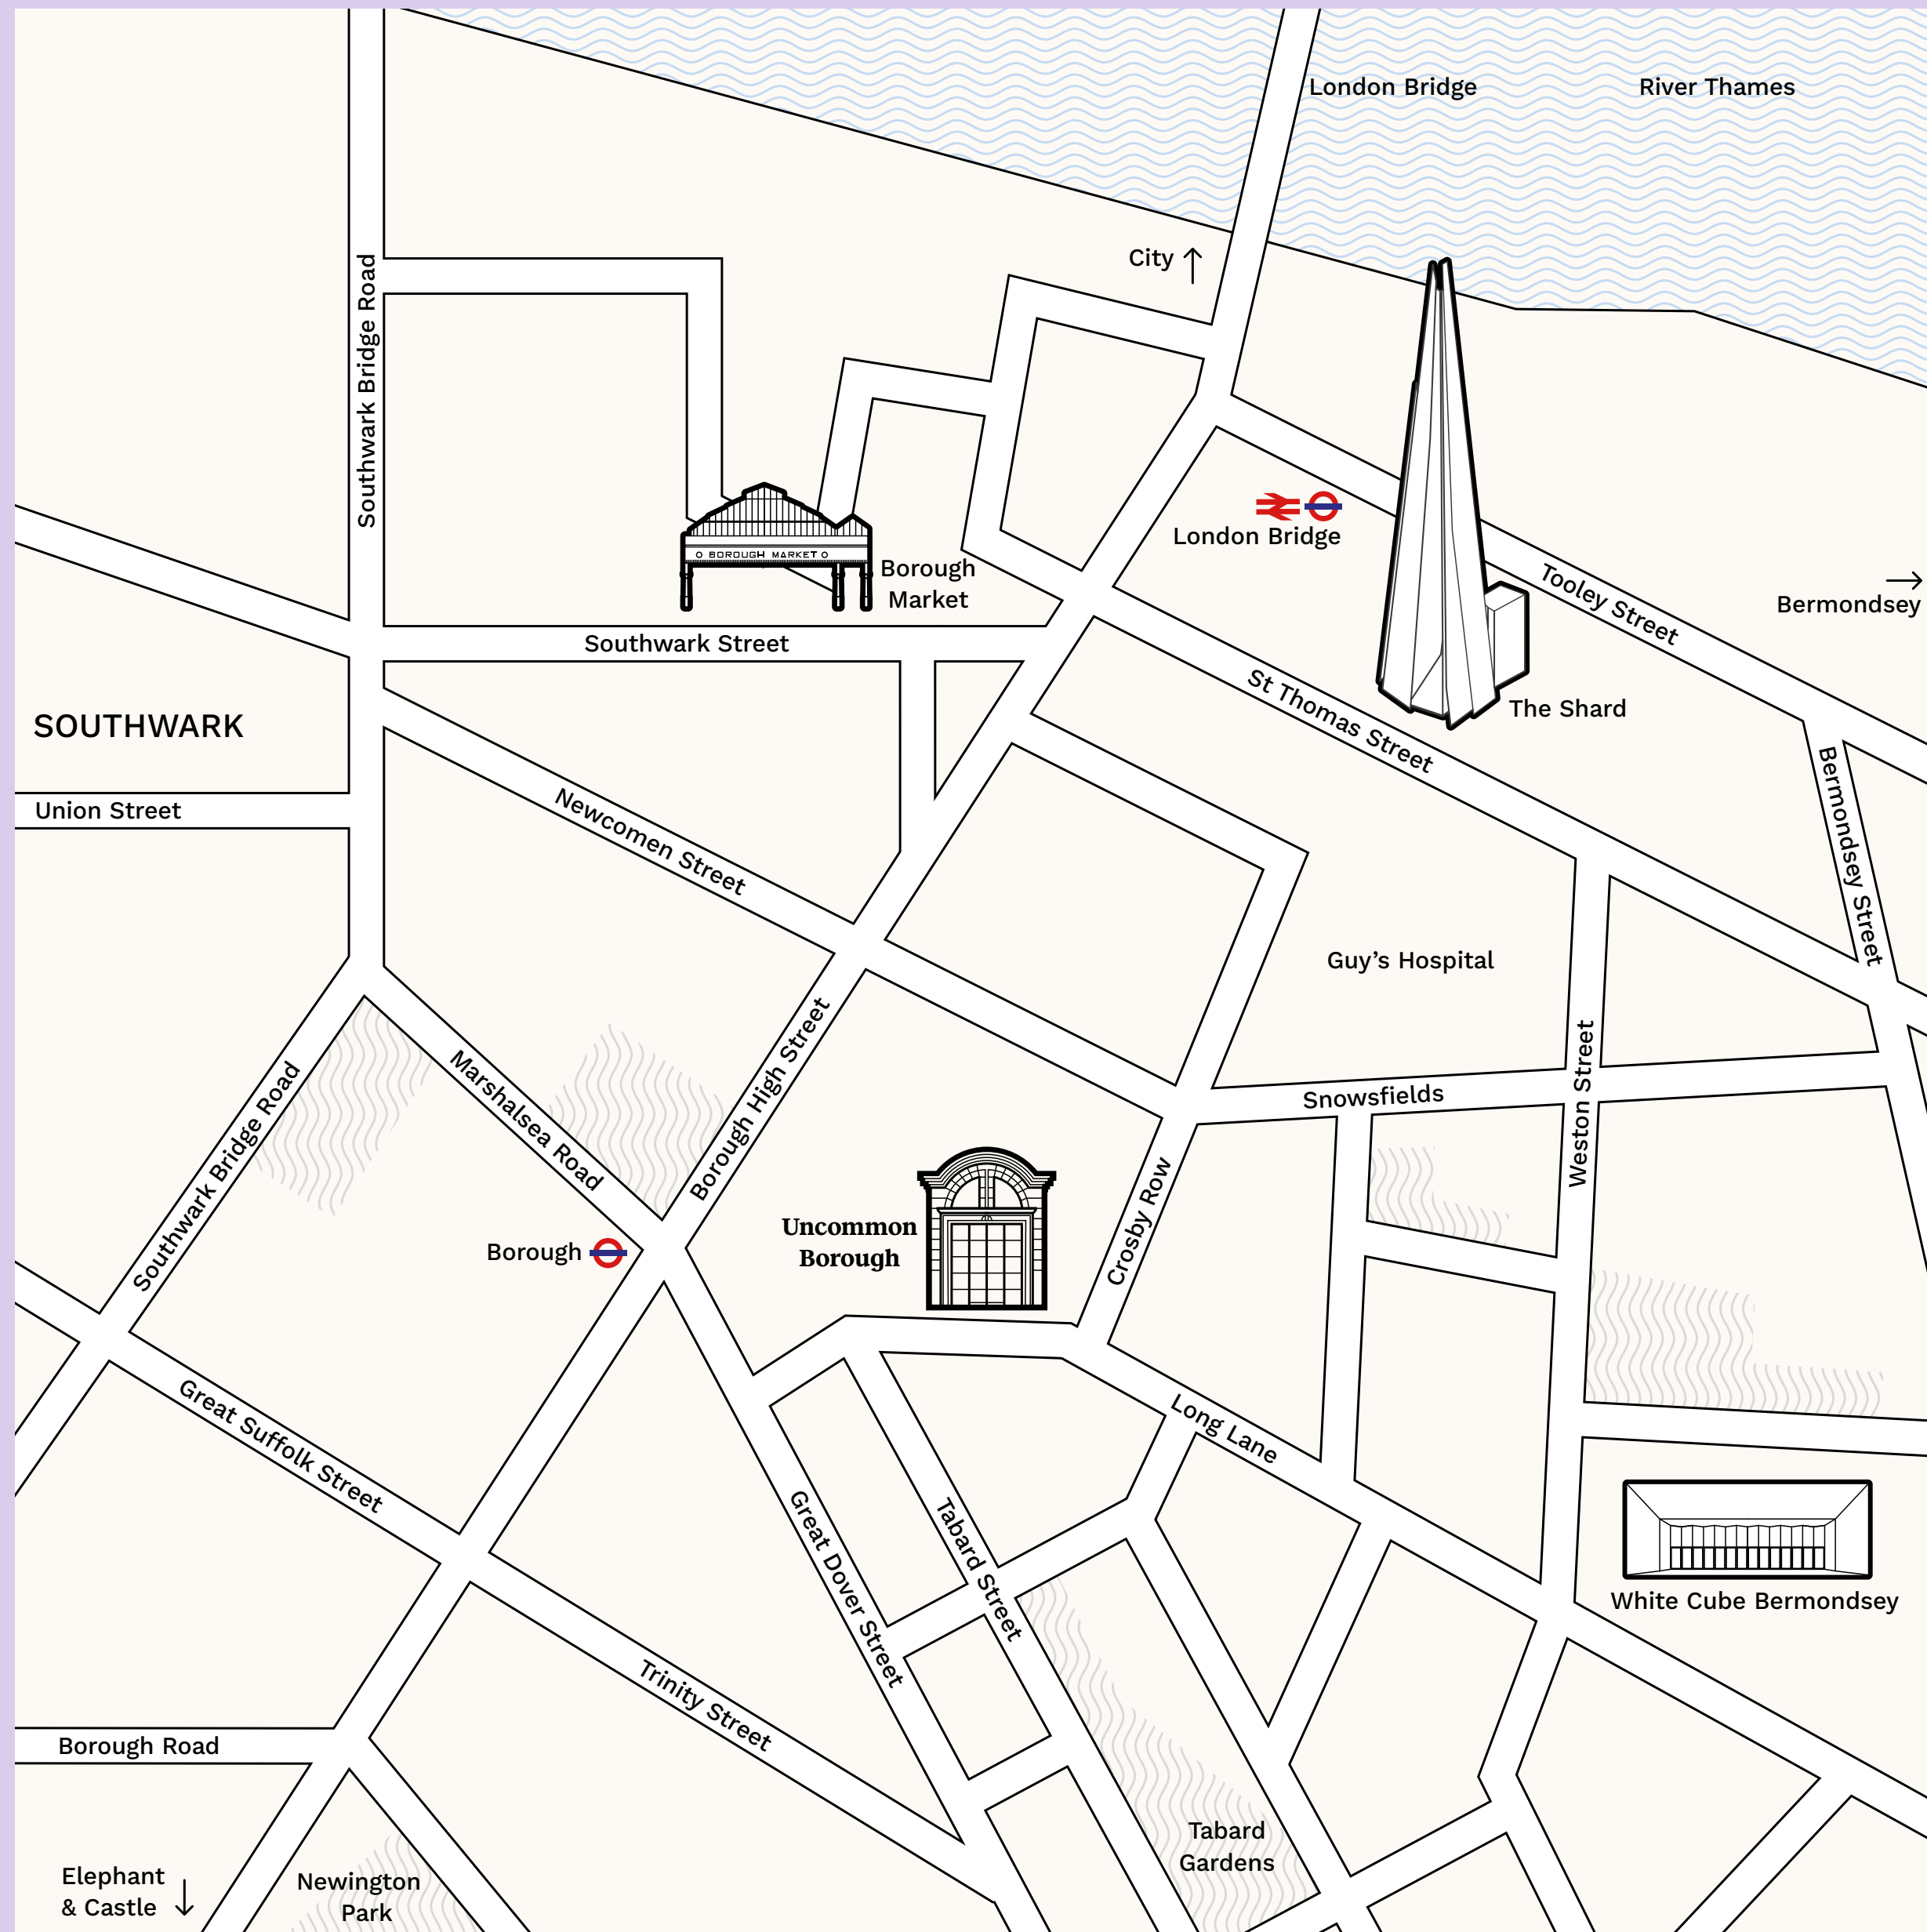 London Bridge
River Thames
City ↑
Southwark Bridge Road
London Bridge
O BOROUGH MARKET O
Borough
Market
Tooley Street
→
Bermondsey
Southwark Street
St Thomas Street
The Shard
SOUTHWARK
Union Street
Newcomen Street
Bermondsey Street
Guy's Hospital
Borough High Street
Marshalsea Road
Snowsfields
Weston Street
Southwark Bridge Road
Crosby Row
Uncommon
Borough
Borough
Great Suffolk Street
Long Lane
Great Dover Street
Tabard Street
White Cube Bermondsey
Trinity Street
Borough Road
Tabard
Gardens
Elephant
& Castle ↓
Newington
Park